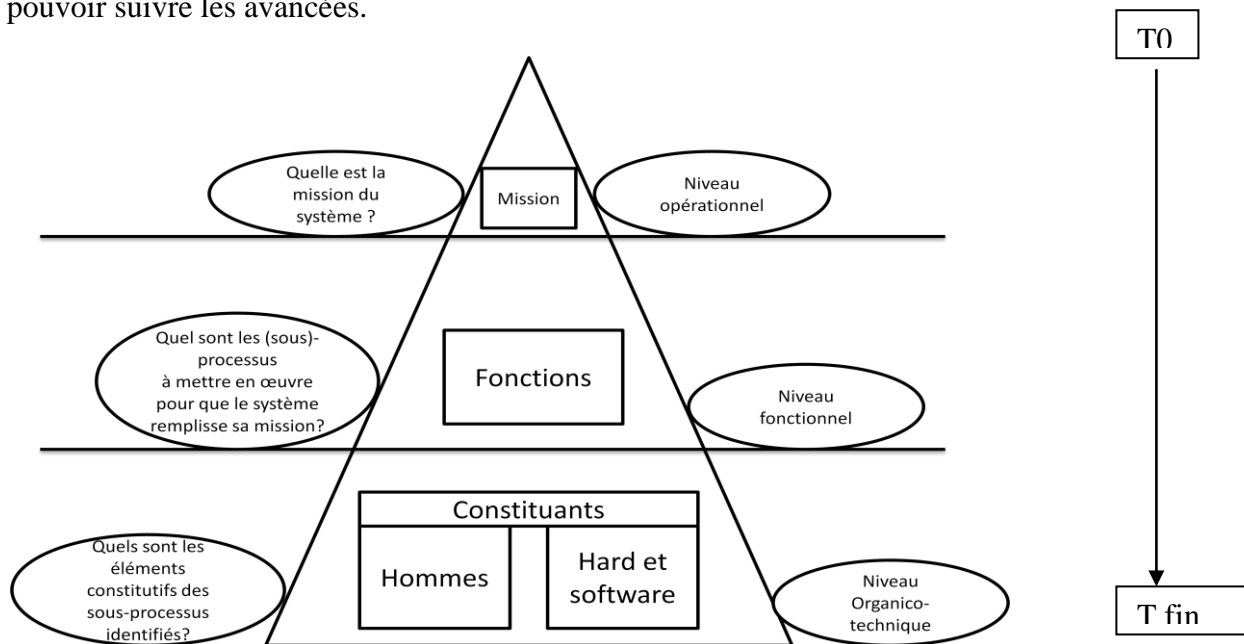 pouvoir suivre les avancées.
T0
Quelle est la
mission du
système ?
Mission
Niveau
opérationnel
Quel sont les (sous)-
processus
à mettre en œuvre
pour que le système
remplisse sa mission?
Fonctions
Niveau
fonctionnel
Constituants
Quels sont les
éléments
constitutifs des
sous-processus
identifiés?
Hommes
Hard et
software
Niveau
Organico-
technique
T fin